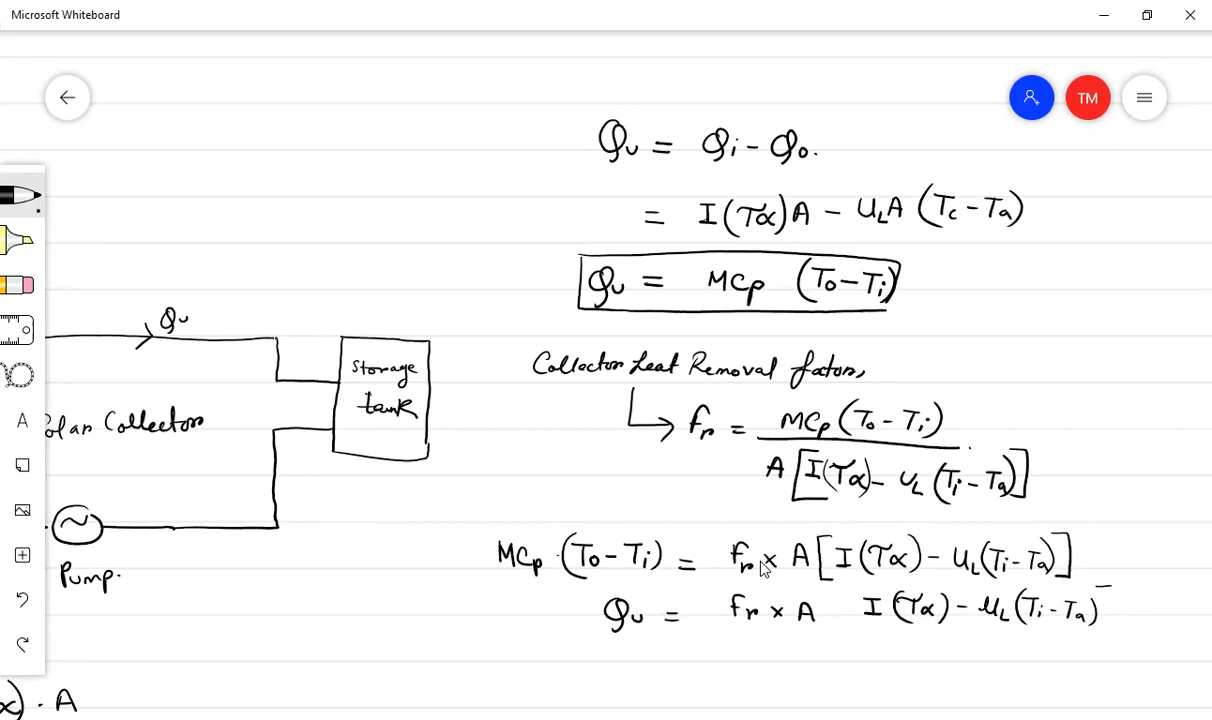 Microsoft Whiteboard
TM
Qu = Qi - Qo.
= I(τα)A - ULA (Tc - Ta)
Qu = MCp (To - Ti)
Qu
Storage
tank
Solar Collector
Pump.
Collector heat Removal factor,
fr = MCp (To - Ti)
A [I(τα) - UL (Ti - Ta)]
MCp . (To - Ti) = fr × A [I(τα) - UL(Ti - Ta)]
Qu = fr × A I(τα) - UL(Ti - Ta)
α) . A
A